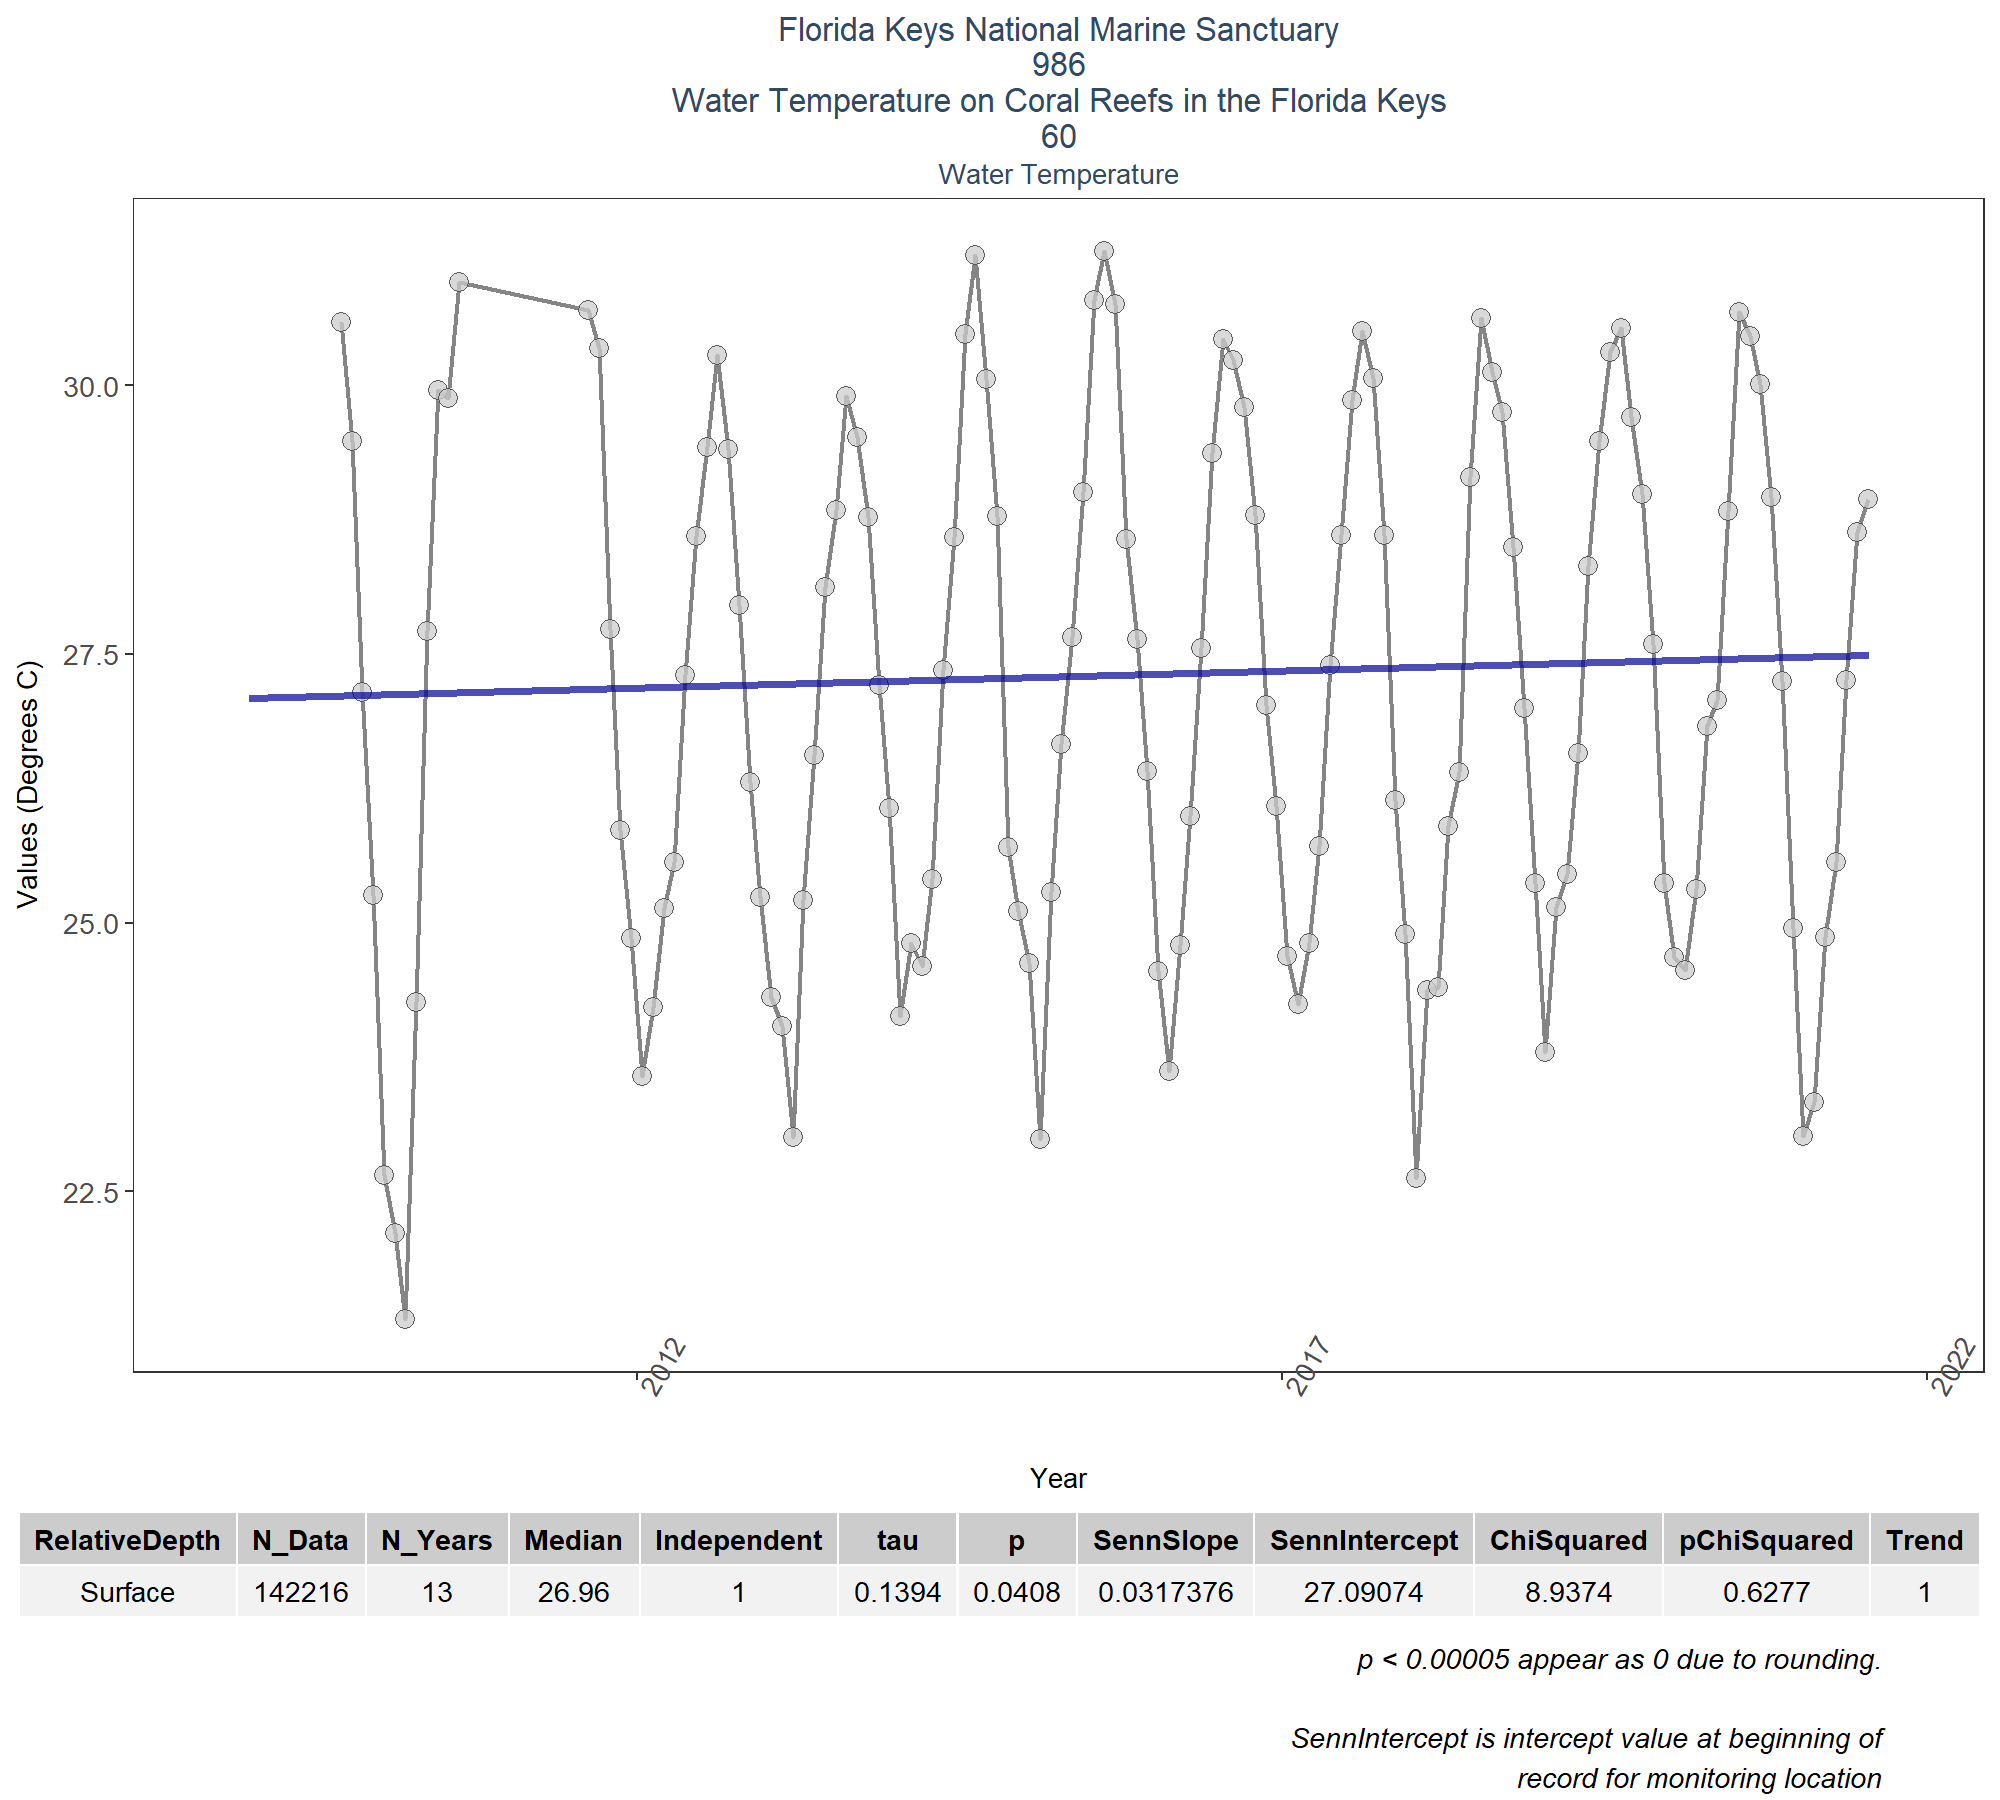 Florida Keys National Marine Sanctuary
986
Water Temperature on Coral Reefs in the Florida Keys
60
Water Temperature
Values (Degrees C)
30.0
27.5
25.0
22.5
2012
2017
2022
Year
RelativeDepth N_Data N_Years Median Independent tau p SennSlope SennIntercept ChiSquared pChiSquared Trend
Surface 142216 13 26.96 1 0.1394 0.0408 0.0317376 27.09074 8.9374 0.6277 1
p < 0.00005 appear as 0 due to rounding.
SennIntercept is intercept value at beginning of
record for monitoring location